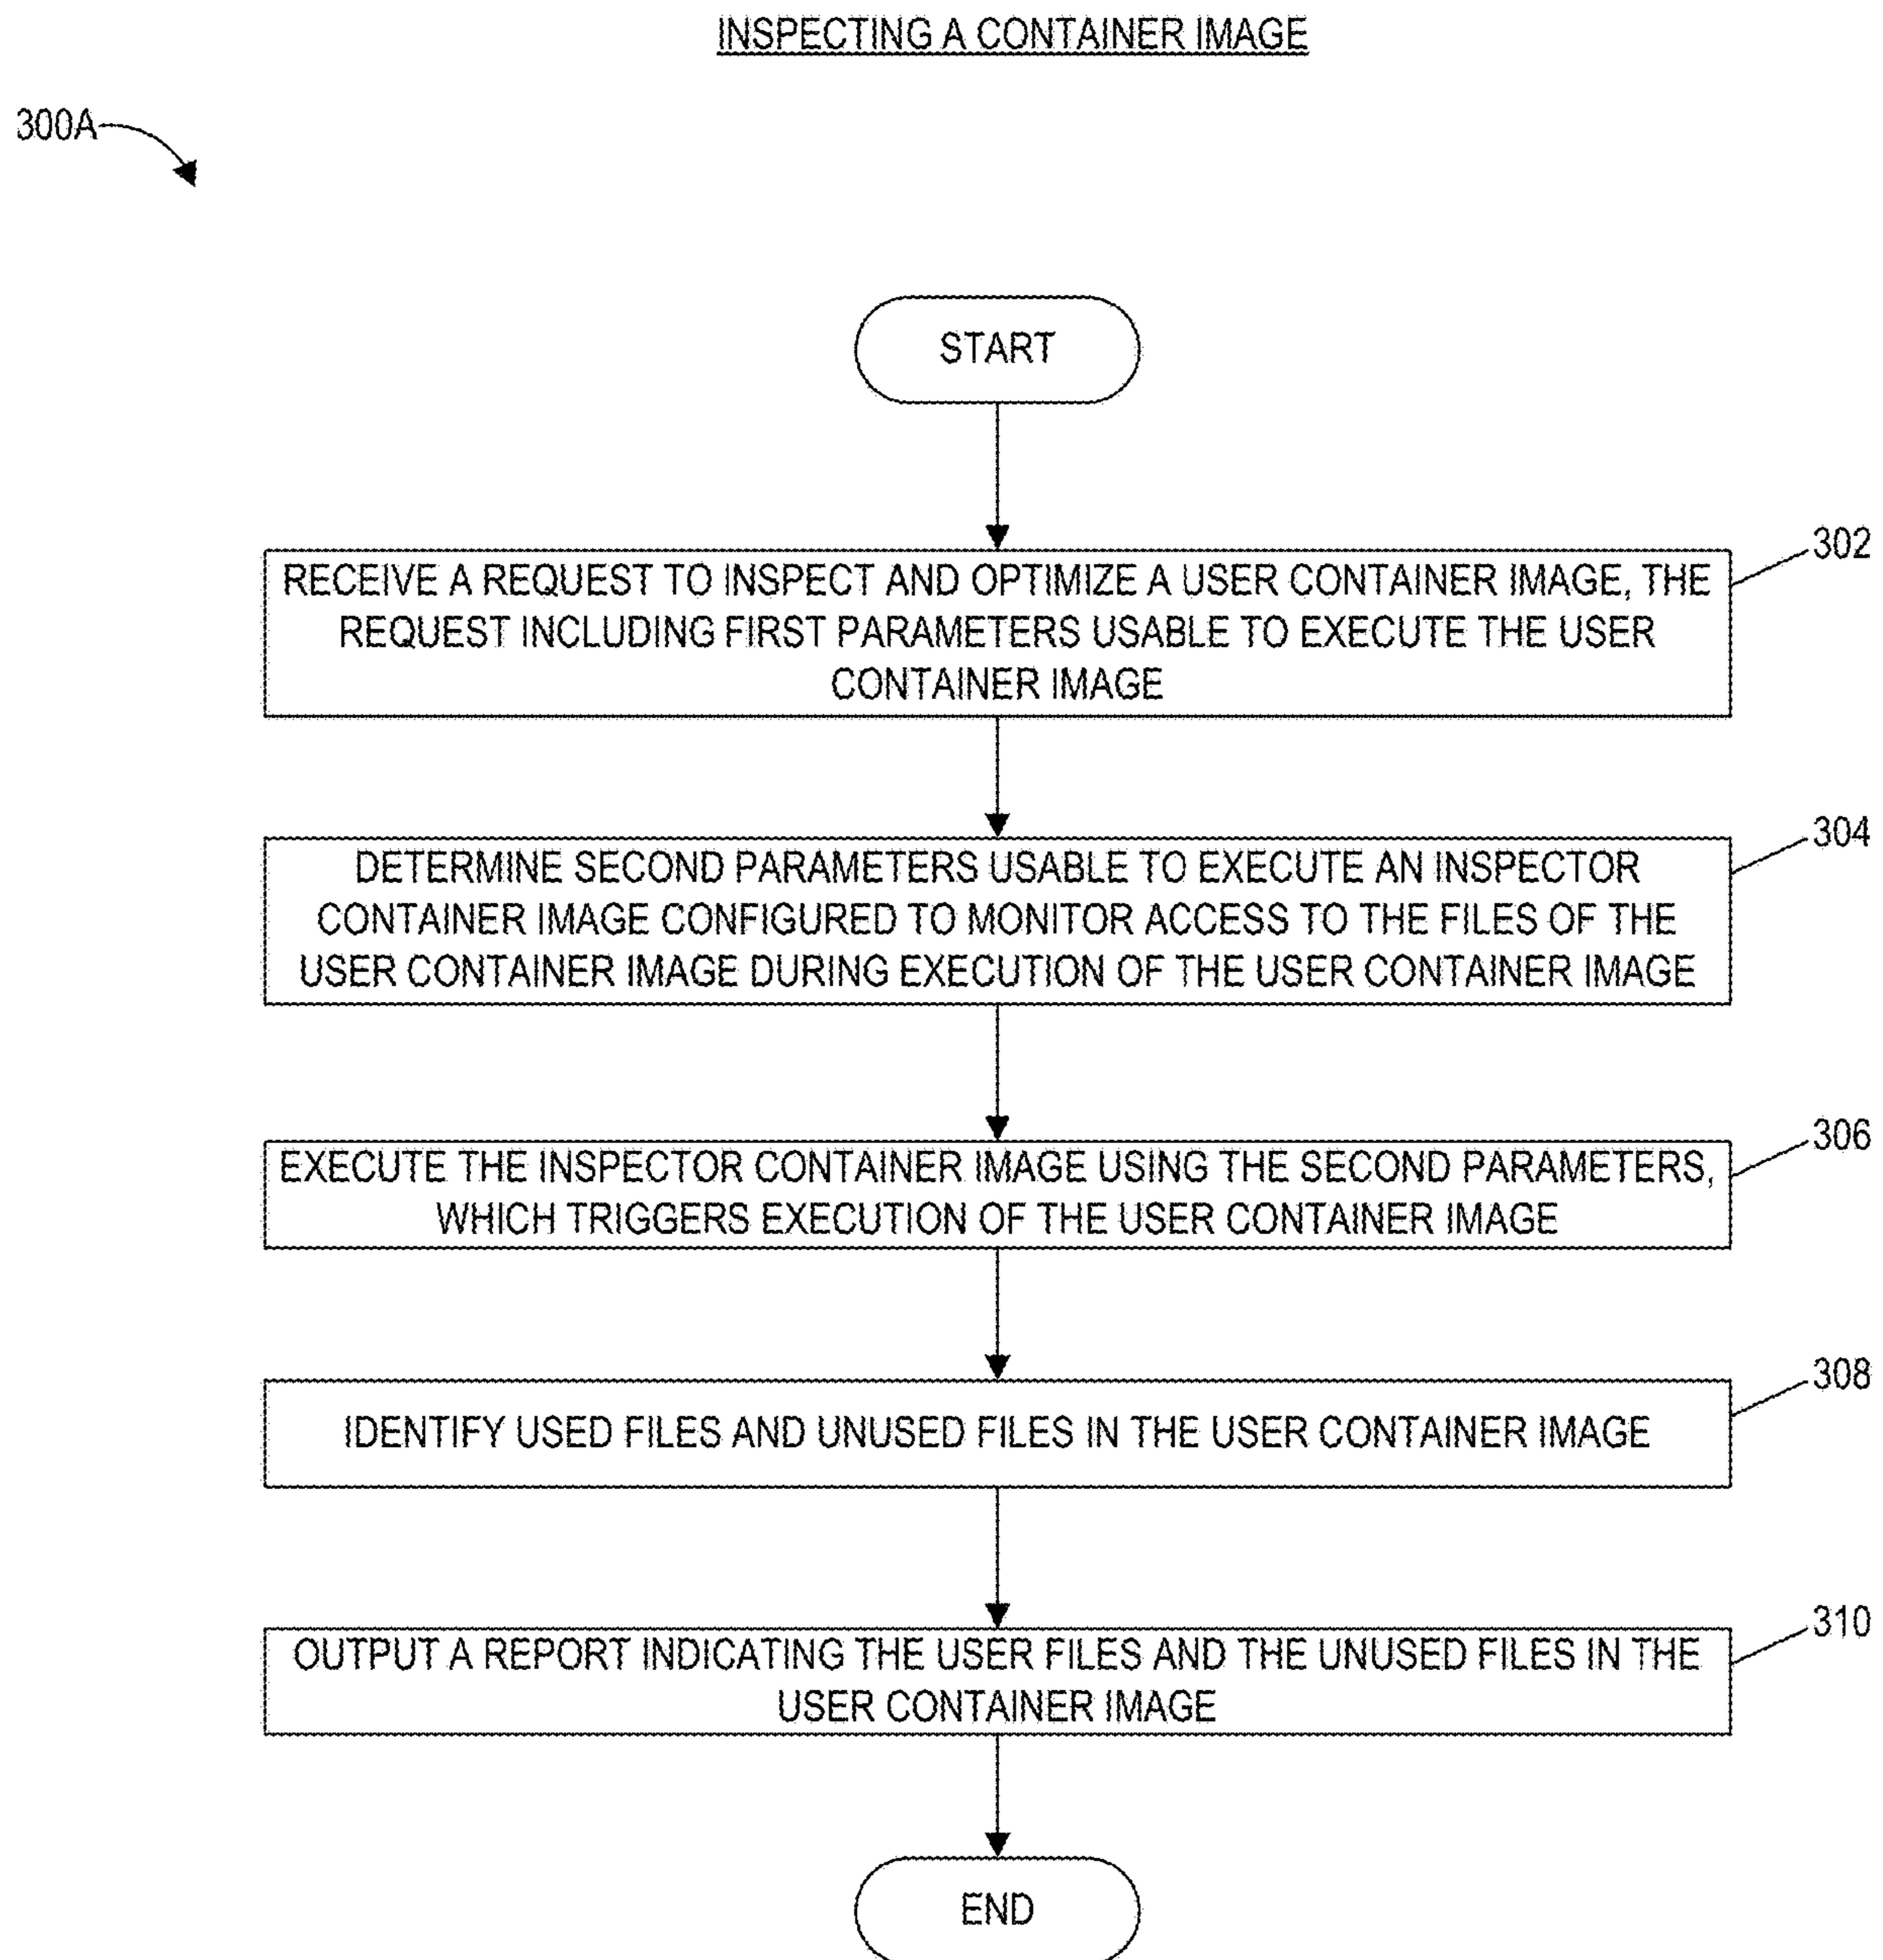 INSPECTING A CONTAINER IMAGE
300A
START
302
RECEIVE A REQUEST TO INSPECT AND OPTIMIZE A USER CONTAINER IMAGE, THE
REQUEST INCLUDING FIRST PARAMETERS USABLE TO EXECUTE THE USER
CONTAINER IMAGE
304
DETERMINE SECOND PARAMETERS USABLE TO EXECUTE AN INSPECTOR
CONTAINER IMAGE CONFIGURED TO MONITOR ACCESS TO THE FILES OF THE
USER CONTAINER IMAGE DURING EXECUTION OF THE USER CONTAINER IMAGE
306
EXECUTE THE INSPECTOR CONTAINER IMAGE USING THE SECOND PARAMETERS,
WHICH TRIGGERS EXECUTION OF THE USER CONTAINER IMAGE
308
IDENTIFY USED FILES AND UNUSED FILES IN THE USER CONTAINER IMAGE
310
OUTPUT A REPORT INDICATING THE USER FILES AND THE UNUSED FILES IN THE
USER CONTAINER IMAGE
END